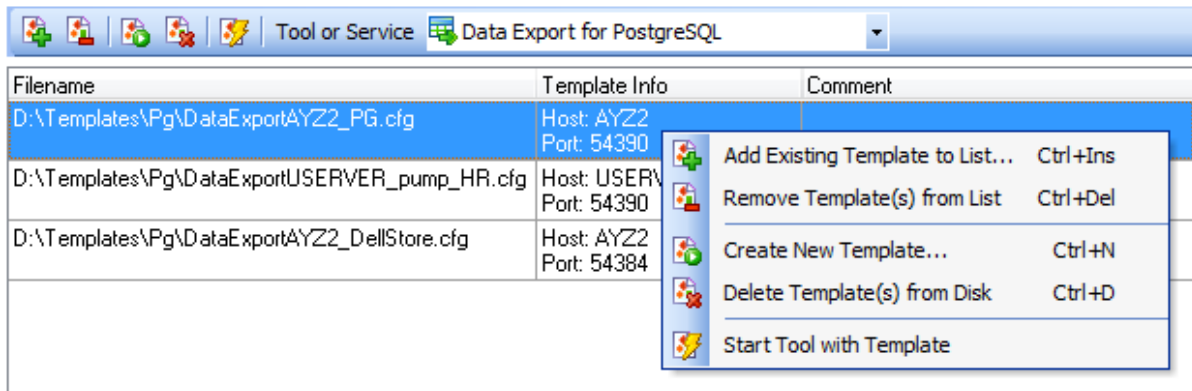 Tool or Service Data Export for PostgreSQL
Filename Template Info Comment
D:\Templates\Pg\DataExportAYZ2_PG.cfg Host: AYZ2
Port: 54390
D:\Templates\Pg\DataExportUSERVER_pump_HR.cfg Host: USERV
Port: 54390
D:\Templates\Pg\DataExportAYZ2_DellStore.cfg Host: AYZ2
Port: 54384
Add Existing Template to List... Ctrl+Ins
Remove Template(s) from List Ctrl+Del
Create New Template... Ctrl+N
Delete Template(s) from Disk Ctrl+D
Start Tool with Template